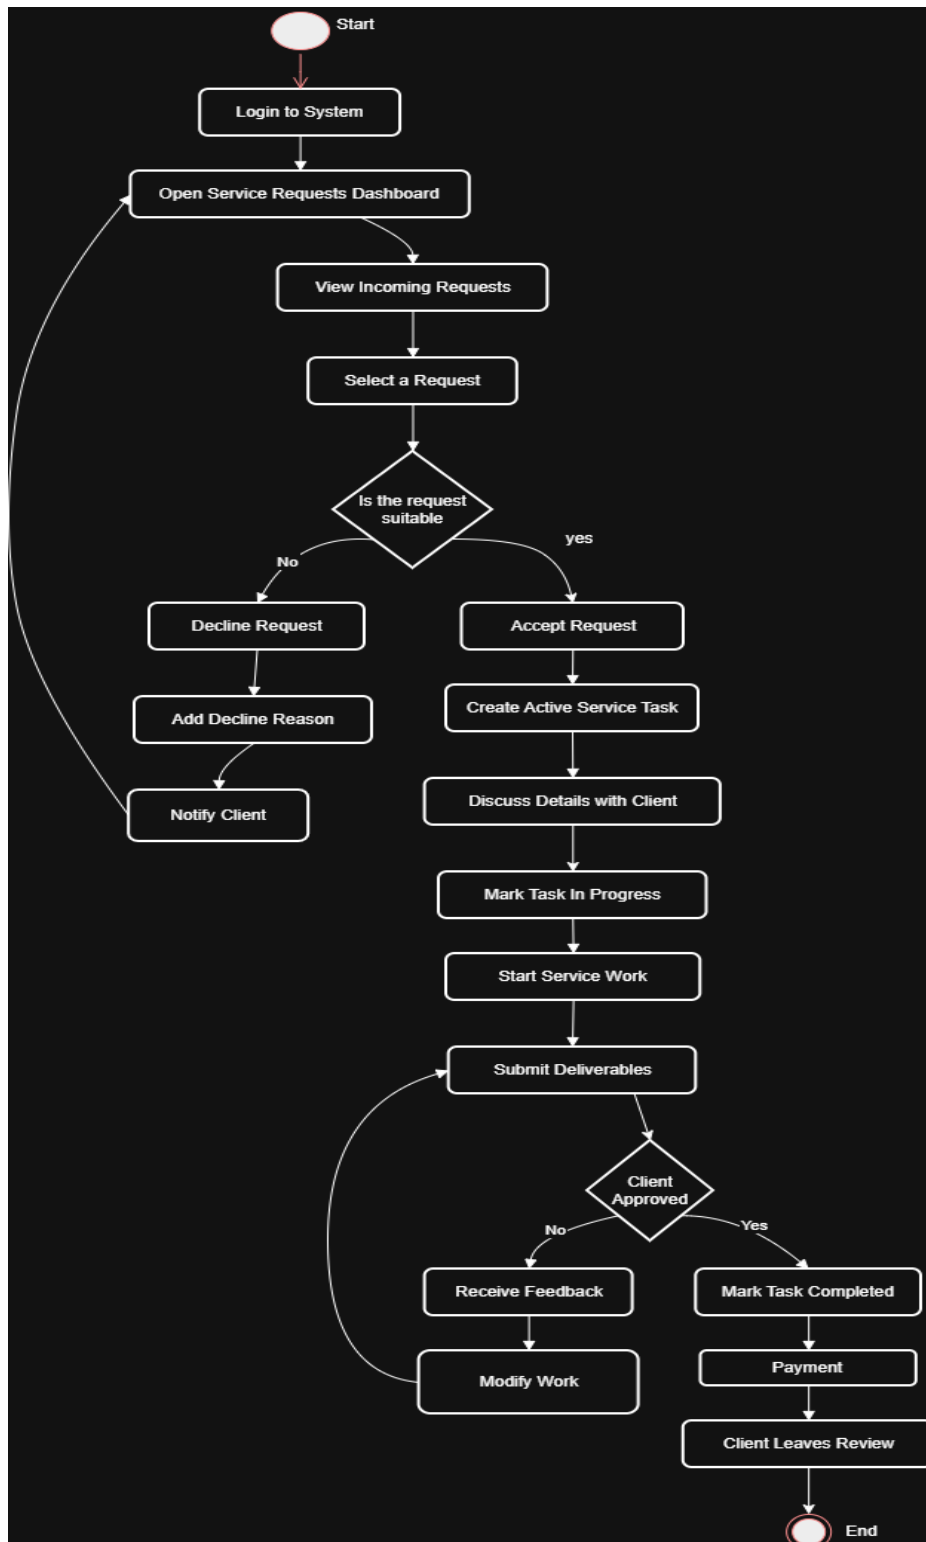 Start
Login to System
Open Service Requests Dashboard
View Incoming Requests
Select a Request
Is the request
suitable
No
yes
Decline Request
Accept Request
Add Decline Reason
Create Active Service Task
Notify Client
Discuss Details with Client
Mark Task In Progress
Start Service Work
Submit Deliverables
Client
Approved
No
Yes
Receive Feedback
Mark Task Completed
Modify Work
Payment
Client Leaves Review
End